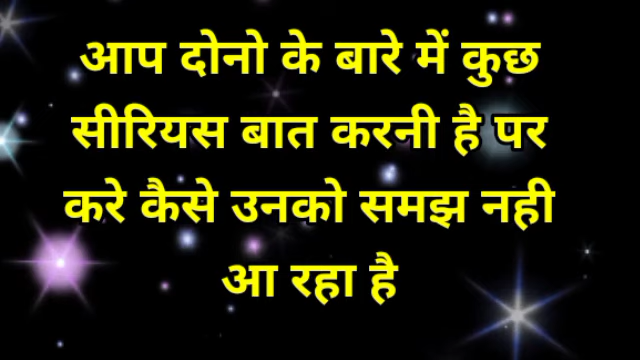 आप दोनो के बारे में कुछ
सीरियस बात करनी है पर
करे कैसे उनको समझ नही
आ रहा है